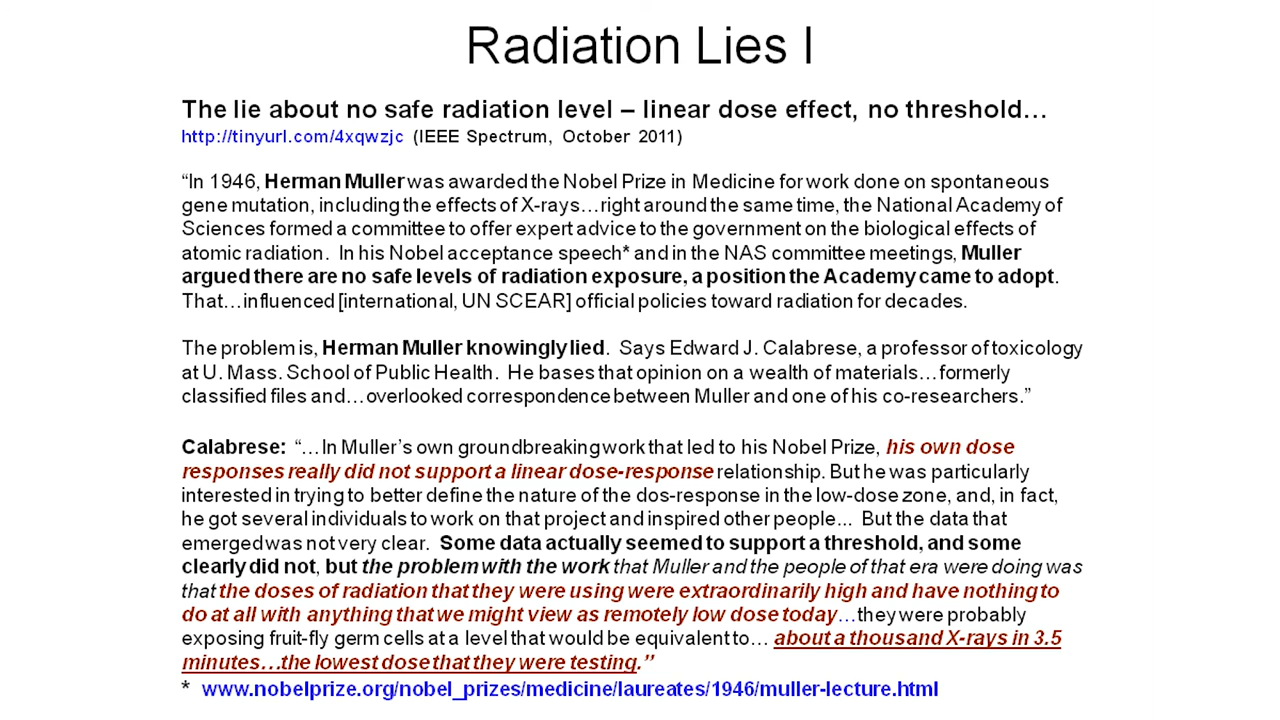 Radiation Lies I
The lie about no safe radiation level – linear dose effect, no threshold…
http://tinyurl.com/4xqwzjc (IEEE Spectrum, October 2011)
“In 1946, Herman Muller was awarded the Nobel Prize in Medicine for work done on spontaneous
gene mutation, including the effects of X-rays…right around the same time, the National Academy of
Sciences formed a committee to offer expert advice to the government on the biological effects of
atomic radiation. In his Nobel acceptance speech* and in the NAS committee meetings, Muller
argued there are no safe levels of radiation exposure, a position the Academy came to adopt.
That…influenced [international, UN SCEAR] official policies toward radiation for decades.
The problem is, Herman Muller knowingly lied. Says Edward J. Calabrese, a professor of toxicology
at U. Mass. School of Public Health. He bases that opinion on a wealth of materials…formerly
classified files and…overlooked correspondence between Muller and one of his co-researchers.”
Calabrese: “…In Muller’s own groundbreaking work that led to his Nobel Prize, his own dose
responses really did not support a linear dose-response relationship. But he was particularly
interested in trying to better define the nature of the dos-response in the low-dose zone, and, in fact,
he got several individuals to work on that project and inspired other people... But the data that
emerged was not very clear. Some data actually seemed to support a threshold, and some
clearly did not, but the problem with the work that Muller and the people of that era were doing was
that the doses of radiation that they were using were extraordinarily high and have nothing to
do at all with anything that we might view as remotely low dose today…they were probably
exposing fruit-fly germ cells at a level that would be equivalent to… about a thousand X-rays in 3.5
minutes…the lowest dose that they were testing.”
* www.nobelprize.org/nobel_prizes/medicine/laureates/1946/muller-lecture.html